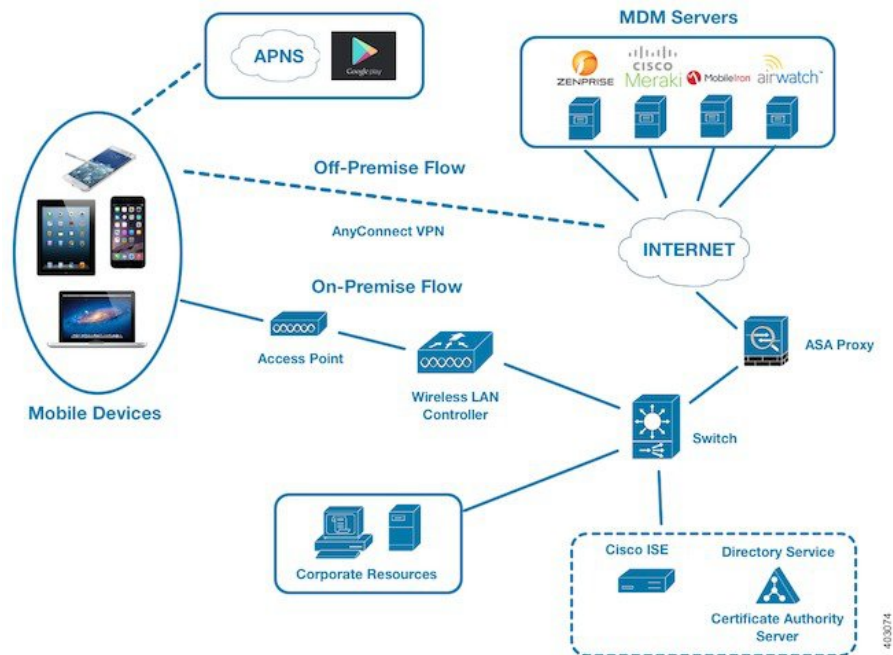 MDM Servers
APNS
Google play
ZENPRISE
CISCO
Meraki
MobileIron
airwatch
Off-Premise Flow
AnyConnect VPN
INTERNET
On-Premise Flow
Access Point
ASA Proxy
Wireless LAN
Controller
Mobile Devices
Switch
Corporate Resources
Cisco ISE
Directory Service
Certificate Authority
Server
403074